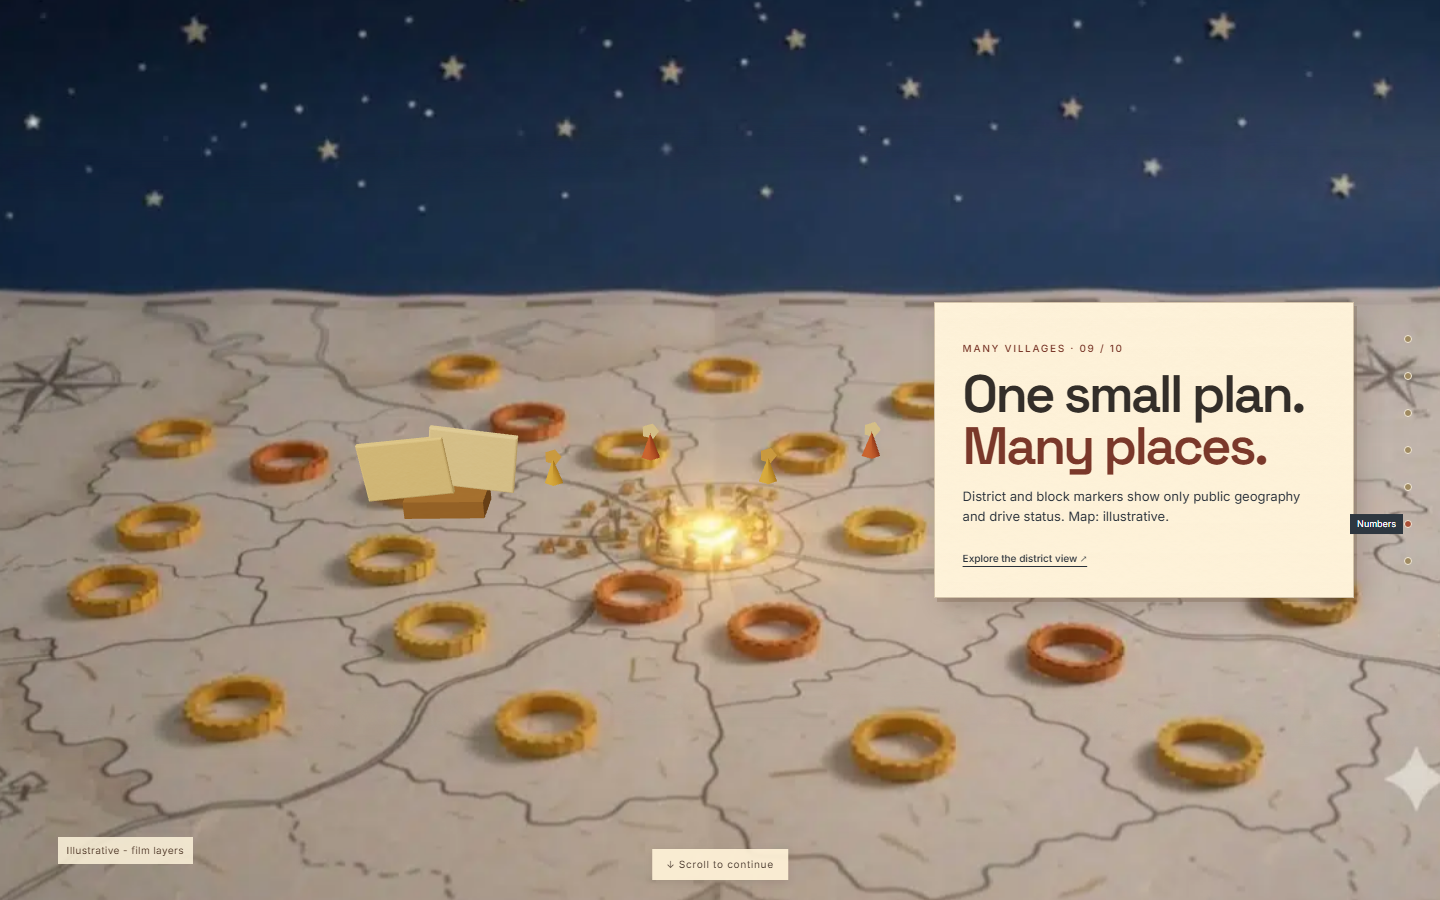 MANY VILLAGES · 09 / 10
One small plan.
Many places.
District and block markers show only public geography
and drive status. Map: illustrative.
Numbers
Explore the district view ↗
Illustrative - film layers
↓ Scroll to continue